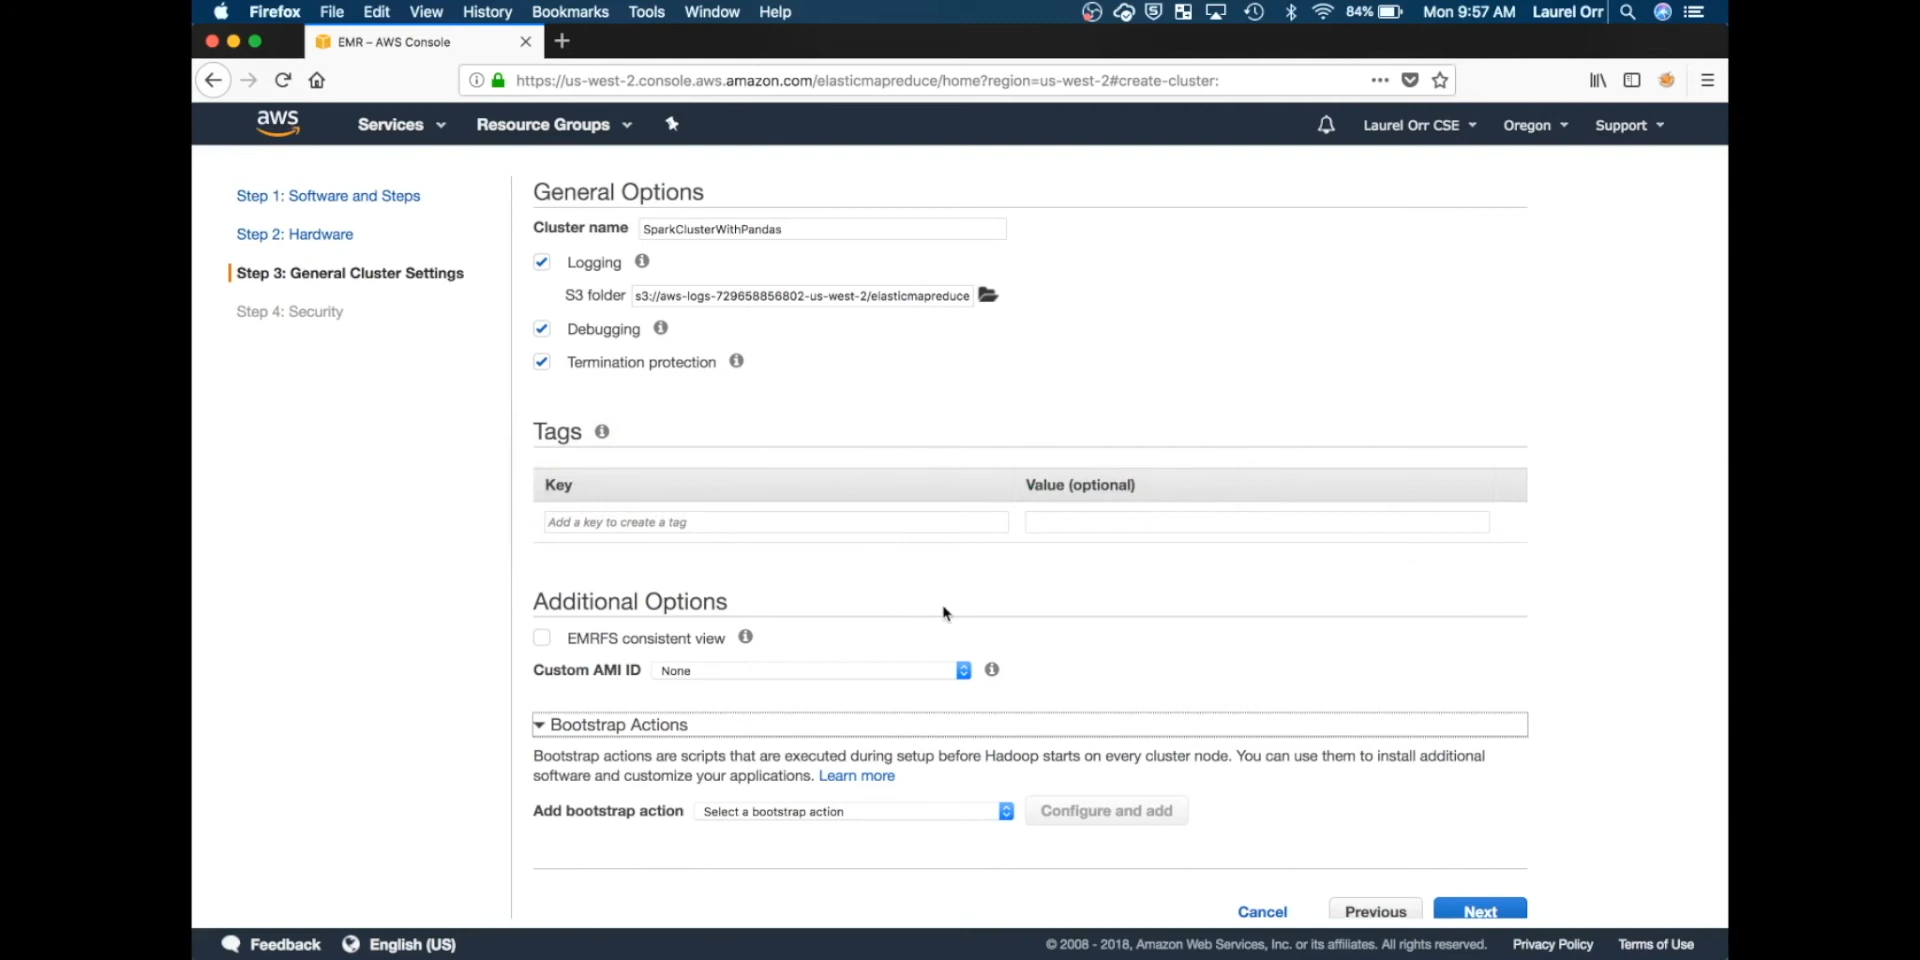 Firefox File Edit View History Bookmarks Tools Window Help 84% Mon 9:57 AM Laurel Orr
EMR – AWS Console
https://us-west-2.console.aws.amazon.com/elasticmapreduce/home?region=us-west-2#create-cluster:
aws Services Resource Groups Laurel Orr CSE Oregon Support
Step 1: Software and Steps
Step 2: Hardware
Step 3: General Cluster Settings
Step 4: Security
General Options
Cluster name SparkClusterWithPandas
Logging
S3 folder s3://aws-logs-729658856802-us-west-2/elasticmapreduce
Debugging
Termination protection
Tags
Key Value (optional)
Add a key to create a tag
Additional Options
EMRFS consistent view
Custom AMI ID None
Bootstrap Actions
Bootstrap actions are scripts that are executed during setup before Hadoop starts on every cluster node. You can use them to install additional
software and customize your applications. Learn more
Add bootstrap action Select a bootstrap action Configure and add
Cancel Previous Next
Feedback English (US) © 2008 - 2018, Amazon Web Services, Inc. or its affiliates. All rights reserved. Privacy Policy Terms of Use